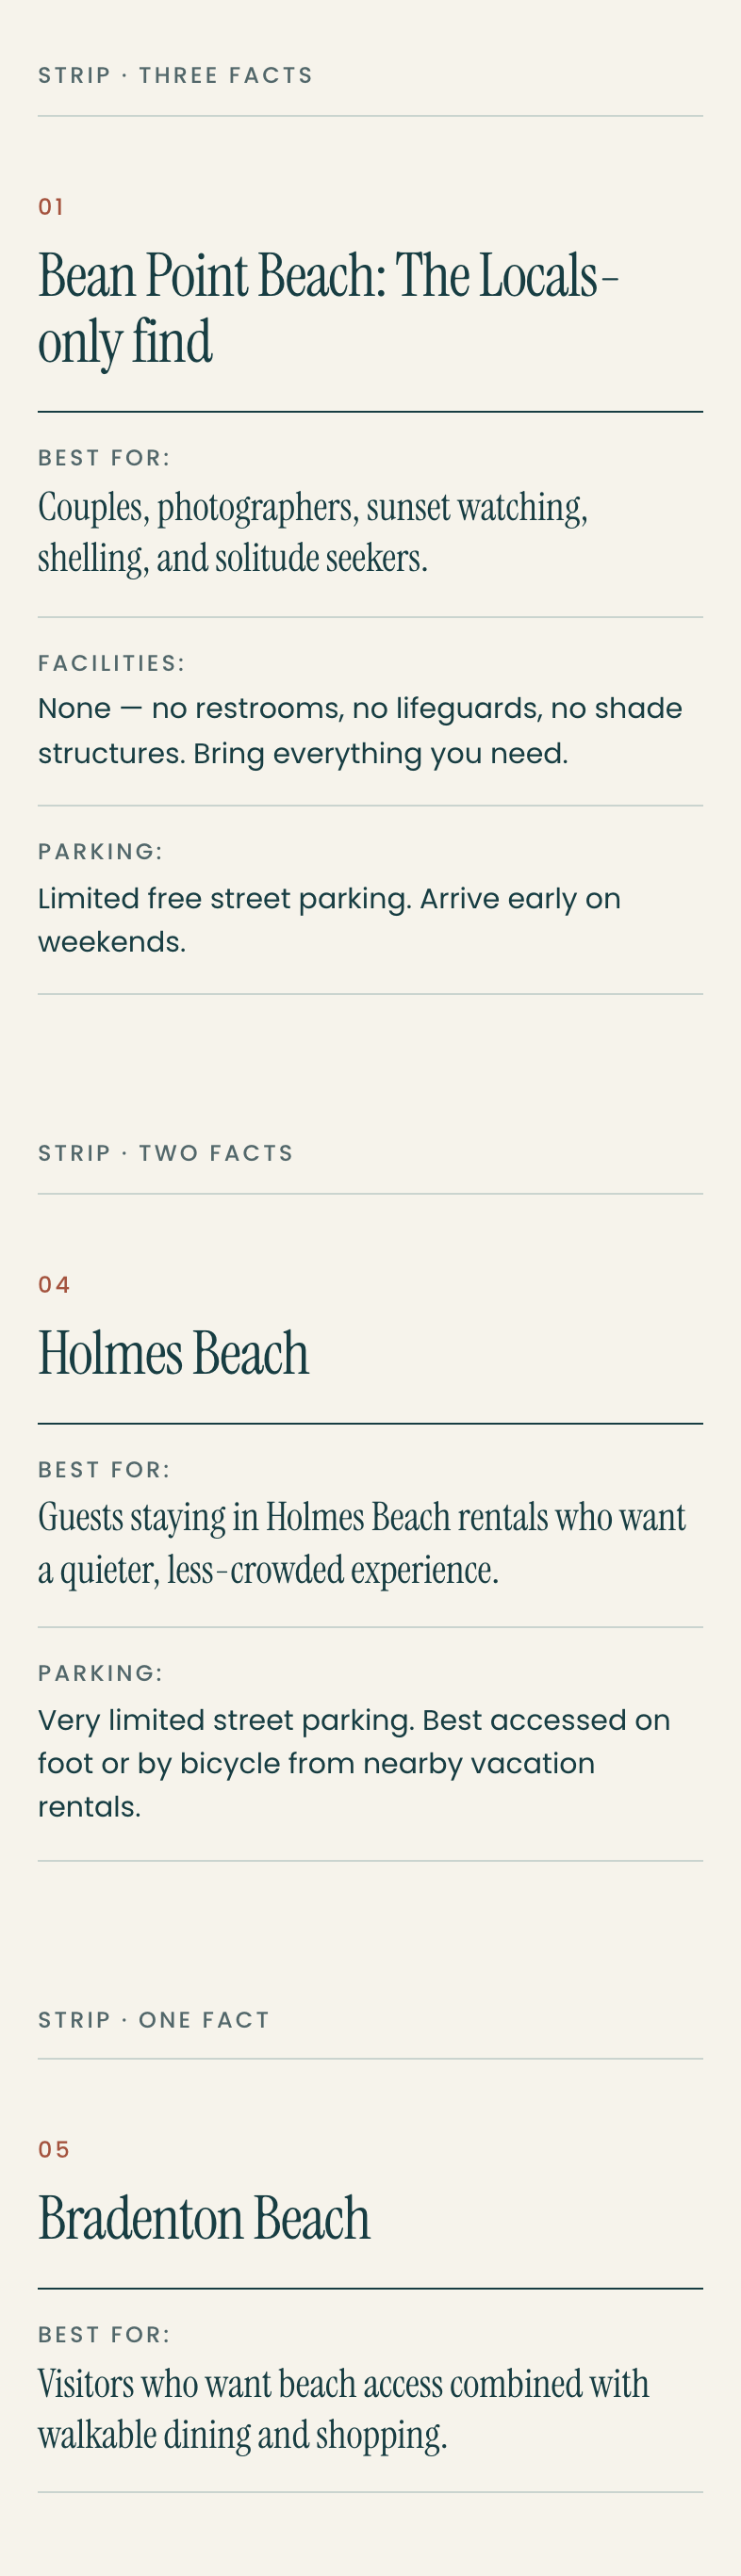 STRIP · THREE FACTS
01
Bean Point Beach: The Locals-
only find
BEST FOR:
Couples, photographers, sunset watching,
shelling, and solitude seekers.
FACILITIES:
None — no restrooms, no lifeguards, no shade
structures. Bring everything you need.
PARKING:
Limited free street parking. Arrive early on
weekends.
STRIP · TWO FACTS
04
Holmes Beach
BEST FOR:
Guests staying in Holmes Beach rentals who want
a quieter, less-crowded experience.
PARKING:
Very limited street parking. Best accessed on
foot or by bicycle from nearby vacation
rentals.
STRIP · ONE FACT
05
Bradenton Beach
BEST FOR:
Visitors who want beach access combined with
walkable dining and shopping.